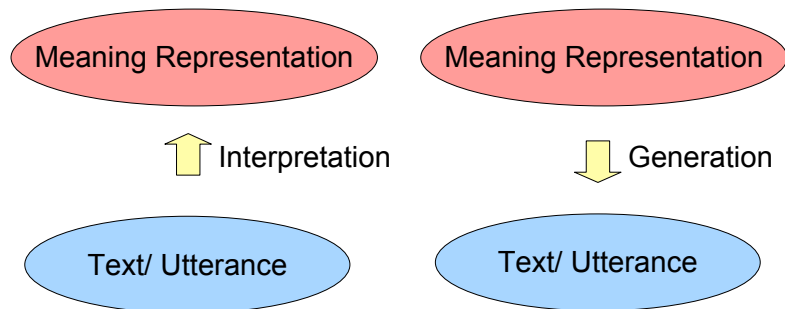 Meaning Representation
Meaning Representation
Interpretation
Generation
Text/ Utterance
Text/ Utterance